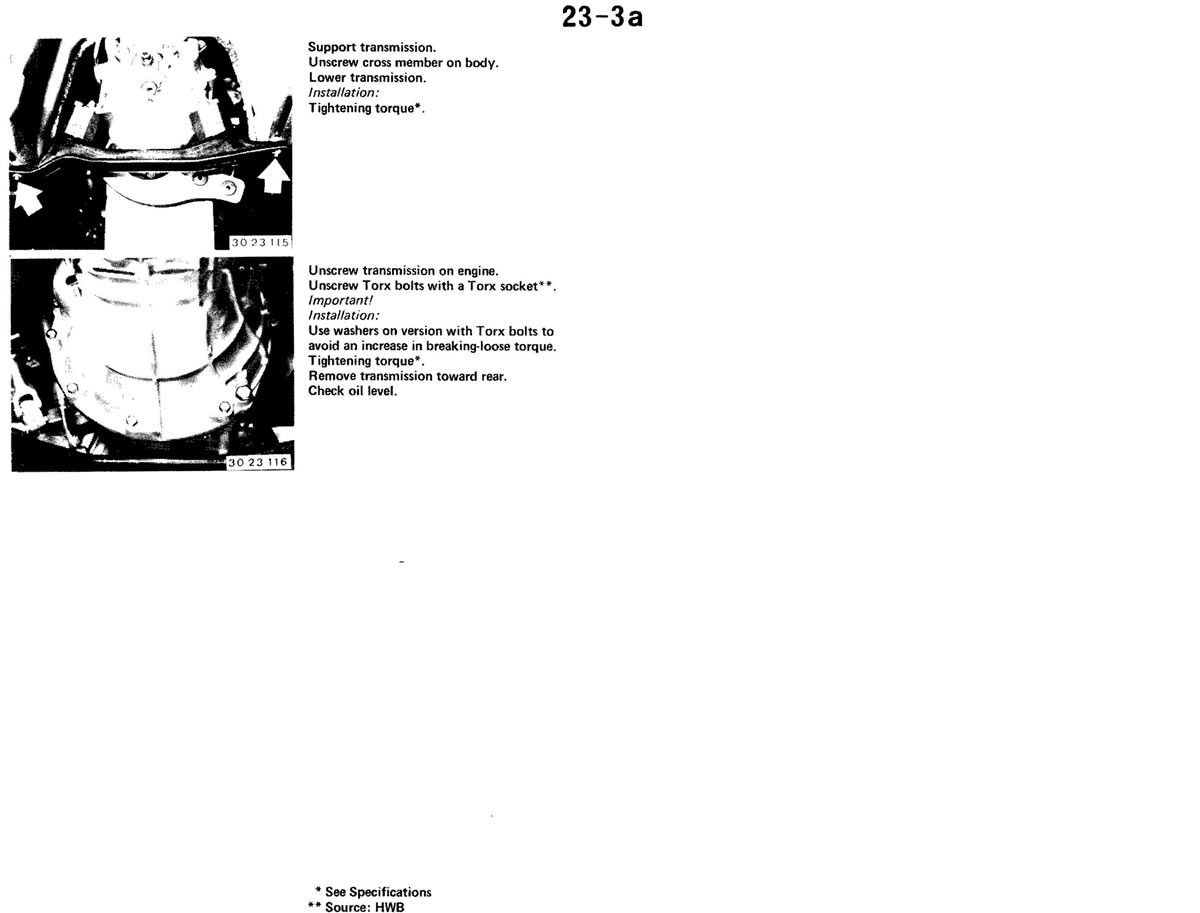 23-3a
Support transmission.
Unscrew cross member on body.
Lower transmission.
Installation:
Tightening torque*.
30 23 115
Unscrew transmission on engine.
Unscrew Torx bolts with a Torx socket**.
Important!
Installation:
Use washers on version with Torx bolts to
avoid an increase in breaking-loose torque.
Tightening torque*.
Remove transmission toward rear.
Check oil level.
30 23 116
* See Specifications
** Source: HWB